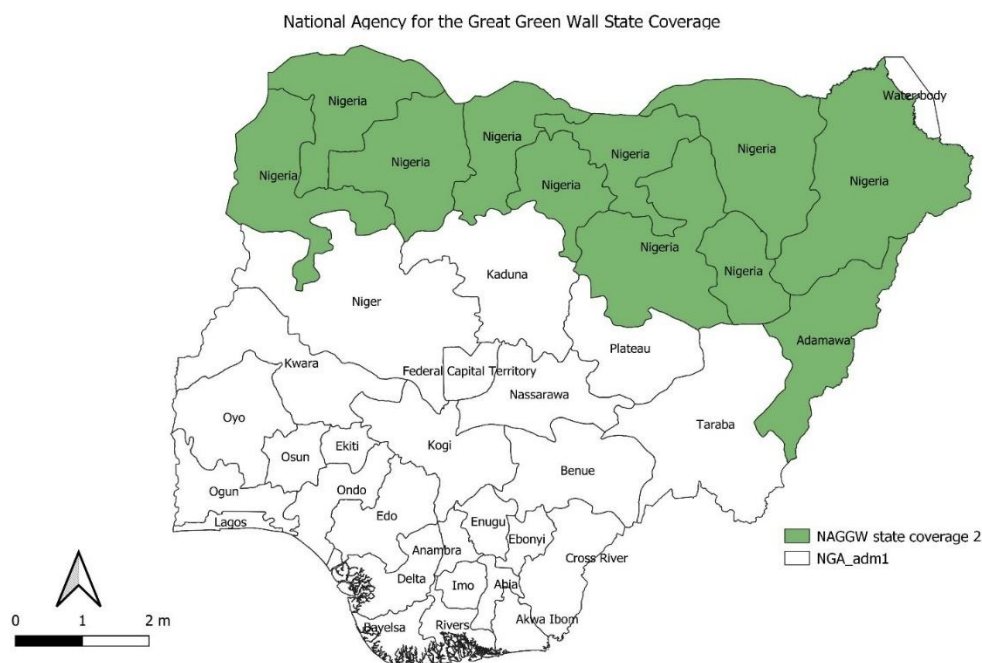 National Agency for the Great Green Wall State Coverage
Waterbody
Nigeria
Nigeria
Nigeria
Nigeria
Nigeria
Nigeria
Nigeria
Nigeria
Nigeria
Nigeria
Nigeria
Kaduna
Niger
Adamawa
Plateau
Kwara
Federal Capital Territory
Nassarawa
Oyo
Taraba
Ekiti
Kogi
Osun
Benue
Ogun
Ondo
Edo
Lagos
Enugu
Ebonyi
Anambra
Cross River
Delta
Imo
Abia
Akwa Ibom
Bayelsa
Rivers
NAGGW state coverage 2
NGA_adm1
0 1 2 m